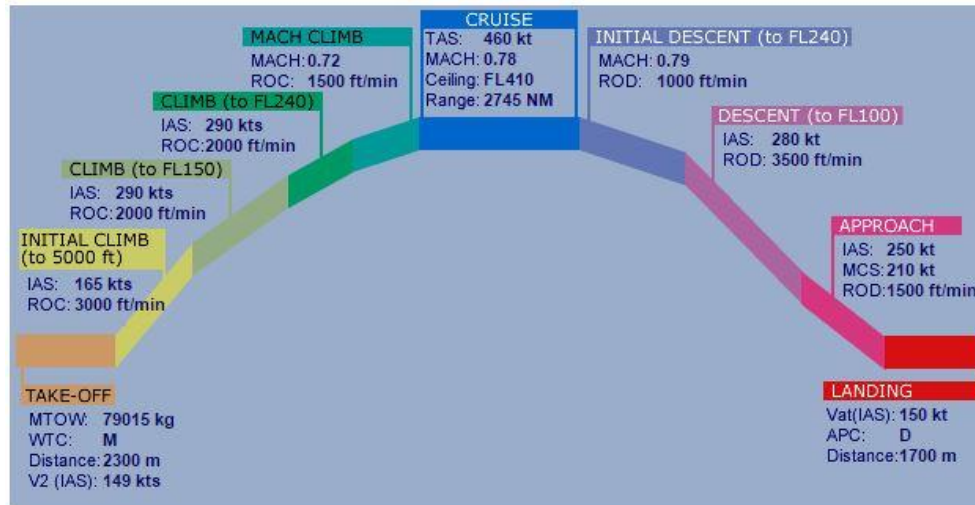 CRUISE
TAS: 460 kt
MACH: 0.78
Ceiling: FL410
Range: 2745 NM
MACH CLIMB
MACH: 0.72
ROC: 1500 ft/min
INITIAL DESCENT (to FL240)
MACH: 0.79
ROD: 1000 ft/min
CLIMB (to FL240)
IAS: 290 kts
ROC: 2000 ft/min
DESCENT (to FL100)
IAS: 280 kt
ROD: 3500 ft/min
CLIMB (to FL150)
IAS: 290 kts
ROC: 2000 ft/min
INITIAL CLIMB
(to 5000 ft)
IAS: 165 kts
ROC: 3000 ft/min
APPROACH
IAS: 250 kt
MCS: 210 kt
ROD: 1500 ft/min
TAKE-OFF
MTOW: 79015 kg
WTC: M
Distance: 2300 m
V2 (IAS): 149 kts
LANDING
Vat(IAS): 150 kt
APC: D
Distance: 1700 m